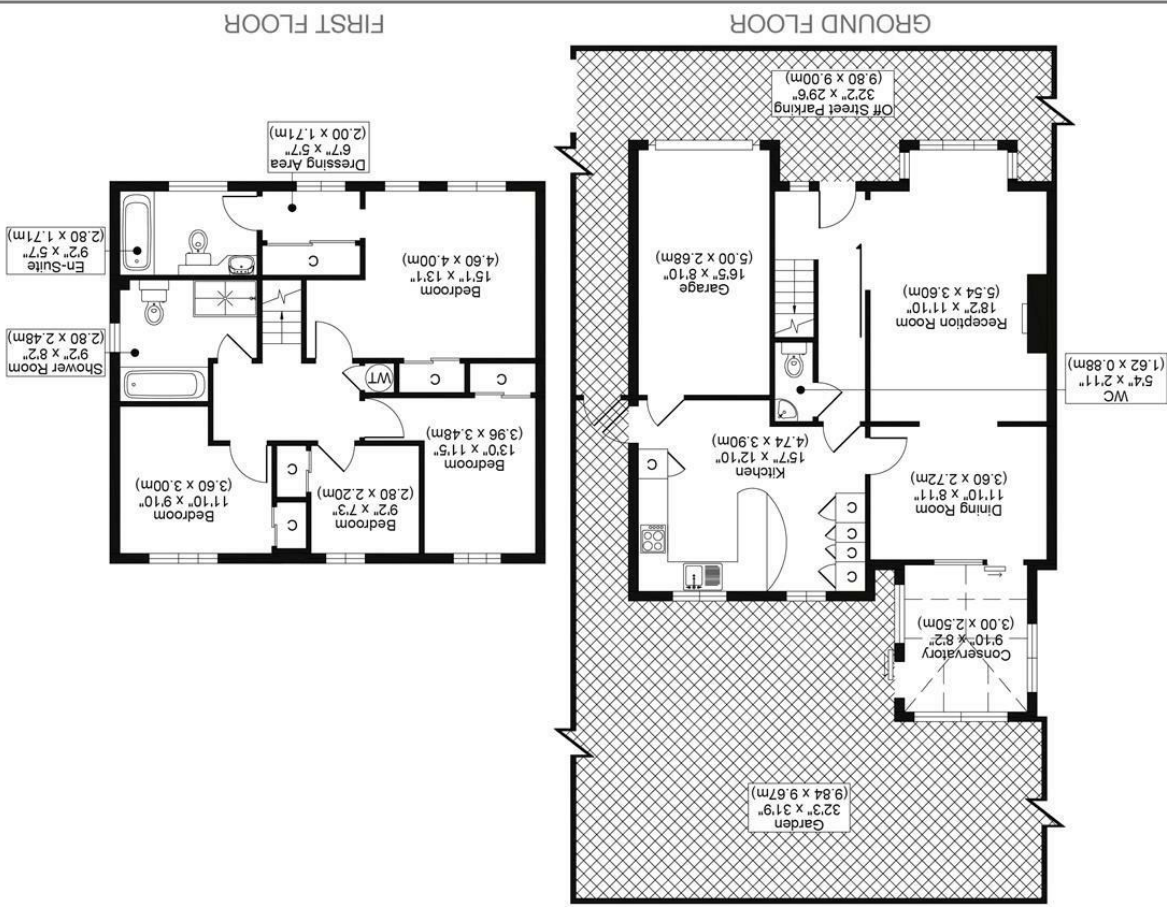 GROUND FLOOR
FIRST FLOOR
Off Street Parking
32'2" x 29'6
(9.80 x 9.00m)
Reception Room
18'2" x 11'10"
(5.54 x 3.60m)
Garage
16'5" x 8'10"
(5.00 x 2.68m)
WC
5'4" x 2'11"
(1.62 x 0.88m)
Dining Room
11'10" x 8'11"
(3.60 x 2.72m)
Kitchen
15'7" x 12'10"
(4.74 x 3.90m)
C
C
C
C
C
Conservatory
9'10" x 8'2"
(3.00 x 2.50m)
Garden
32'3" x 31'9"
(9.84 x 9.67m)
Dressing Area
6'7" x 5'7"
(2.00 x 1.71m)
En-Suite
9'2" x 5'7"
(2.80 x 1.71m)
C
Bedroom
15'1" x 13'1"
(4.60 x 4.00m)
Shower Room
9'2" x 8'2"
(2.80 x 2.48m)
C
C
WT
Bedroom
13'0" x 11'5"
(3.96 x 3.48m)
Bedroom
9'2" x 7'3"
(2.80 x 2.20m)
C
C
Bedroom
11'10" x 9'10"
(3.60 x 3.00m)